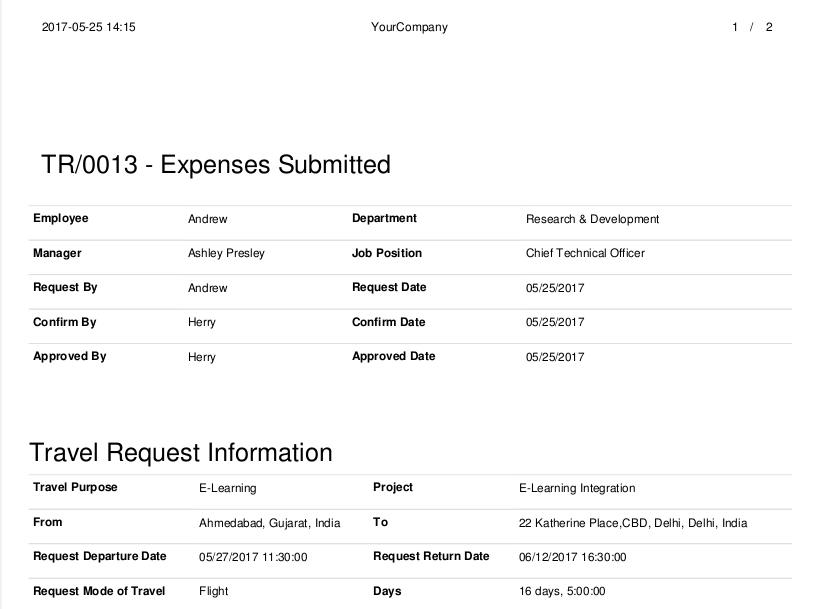 2017-05-25 14:15 YourCompany 1 / 2
TR/0013 - Expenses Submitted
Employee Andrew Department Research & Development
Manager Ashley Presley Job Position Chief Technical Officer
Request By Andrew Request Date 05/25/2017
Confirm By Herry Confirm Date 05/25/2017
Approved By Herry Approved Date 05/25/2017
Travel Request Information
Travel Purpose E-Learning Project E-Learning Integration
From Ahmedabad, Gujarat, India To 22 Katherine Place,CBD, Delhi, Delhi, India
Request Departure Date 05/27/2017 11:30:00 Request Return Date 06/12/2017 16:30:00
Request Mode of Travel Flight Days 16 days, 5:00:00